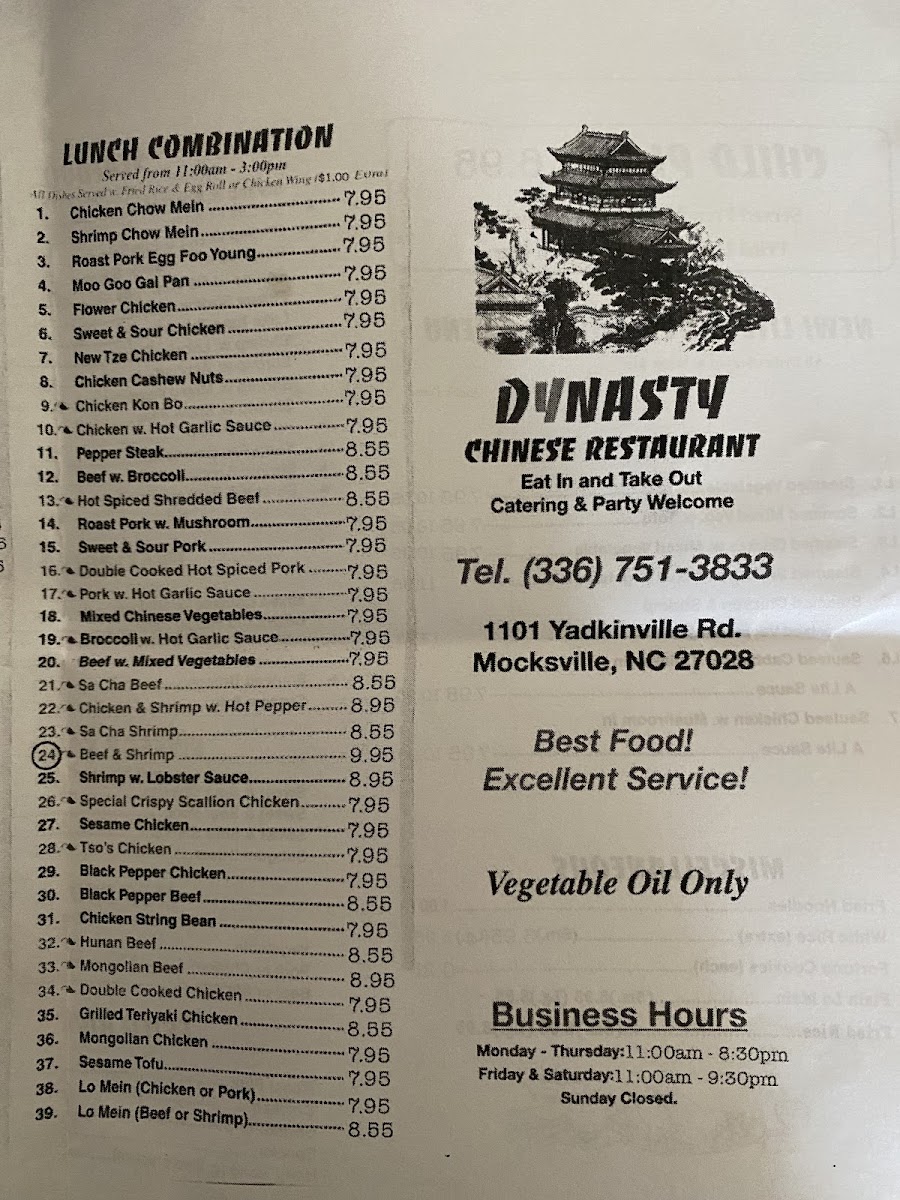 LUNCH COMBINATION
Served from 11:00am - 3:00pm
All Dishes Served w. Fried Rice & Egg Roll or Chicken Wing ($1.00 Extra)
1. Chicken Chow Mein 7.95
2. Shrimp Chow Mein 7.95
3. Roast Pork Egg Foo Young 7.95
4. Moo Goo Gai Pan 7.95
5. Flower Chicken 7.95
6. Sweet & Sour Chicken 7.95
7. New Tze Chicken 7.95
8. Chicken Cashew Nuts 7.95
9. Chicken Kon Bo 7.95
10. Chicken w. Hot Garlic Sauce 7.95
11. Pepper Steak 8.55
12. Beef w. Broccoli 8.55
13. Hot Spiced Shredded Beef 8.55
14. Roast Pork w. Mushroom 7.95
15. Sweet & Sour Pork 7.95
16. Double Cooked Hot Spiced Pork 7.95
17. Pork w. Hot Garlic Sauce 7.95
18. Mixed Chinese Vegetables 7.95
19. Broccoli w. Hot Garlic Sauce 7.95
20. Beef w. Mixed Vegetables 7.95
21. Sa Cha Beef 8.55
22. Chicken & Shrimp w. Hot Pepper 8.95
23. Sa Cha Shrimp 8.55
24 Beef & Shrimp 9.95
25. Shrimp w. Lobster Sauce 8.95
26. Special Crispy Scallion Chicken 7.95
27. Sesame Chicken 7.95
28. Tso's Chicken 7.95
29. Black Pepper Chicken 7.95
30. Black Pepper Beef 8.55
31. Chicken String Bean 7.95
32. Hunan Beef 8.55
33. Mongolian Beef 8.95
34. Double Cooked Chicken 7.95
35. Grilled Teriyaki Chicken 8.55
36. Mongolian Chicken 7.95
37. Sesame Tofu 7.95
38. Lo Mein (Chicken or Pork) 7.95
39. Lo Mein (Beef or Shrimp) 8.55
DYNASTY
CHINESE RESTAURANT
Eat In and Take Out
Catering & Party Welcome
Tel. (336) 751-3833
1101 Yadkinville Rd.
Mocksville, NC 27028
Best Food!
Excellent Service!
Vegetable Oil Only
Business Hours
Monday - Thursday:11:00am - 8:30pm
Friday & Saturday:11:00am - 9:30pm
Sunday Closed.